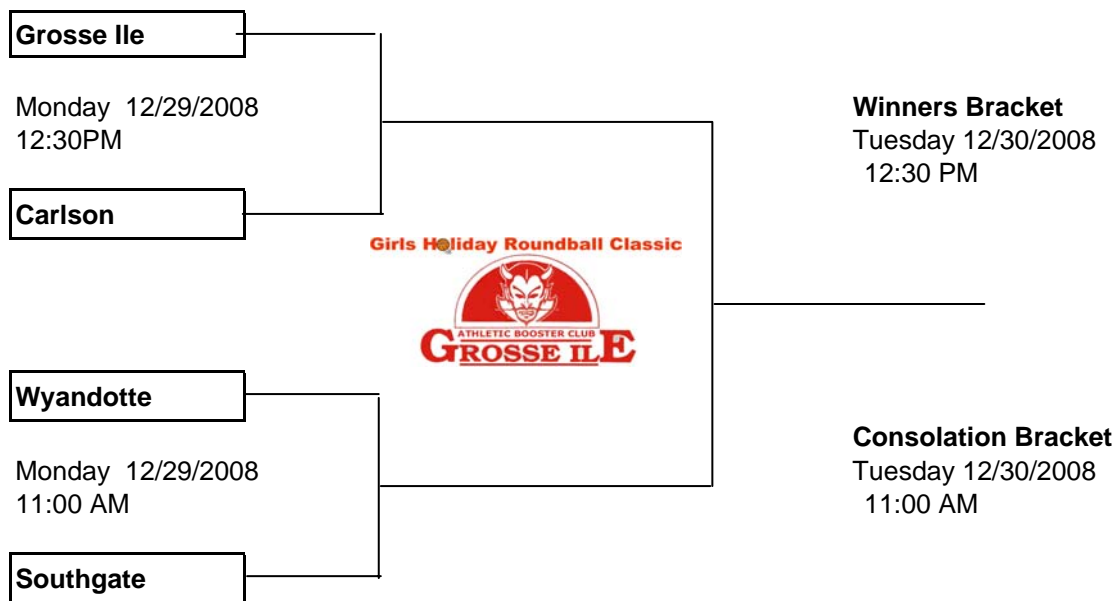 Grosse Ile
Monday 12/29/2008
12:30PM
Carlson
Winners Bracket
Tuesday 12/30/2008
12:30 PM
Girls Holiday Roundball Classic
ATHLETIC BOOSTER CLUB
GROSSE ILE
Wyandotte
Monday 12/29/2008
11:00 AM
Southgate
Consolation Bracket
Tuesday 12/30/2008
11:00 AM